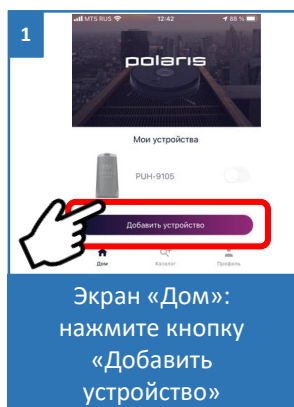 1
MTS RUS 12:42 88 %
polaris
Мои устройства
PUH-9105
Добавить устройство
Дом Каталог Профиль
Экран «Дом»:
нажмите кнопку
«Добавить
устройство»